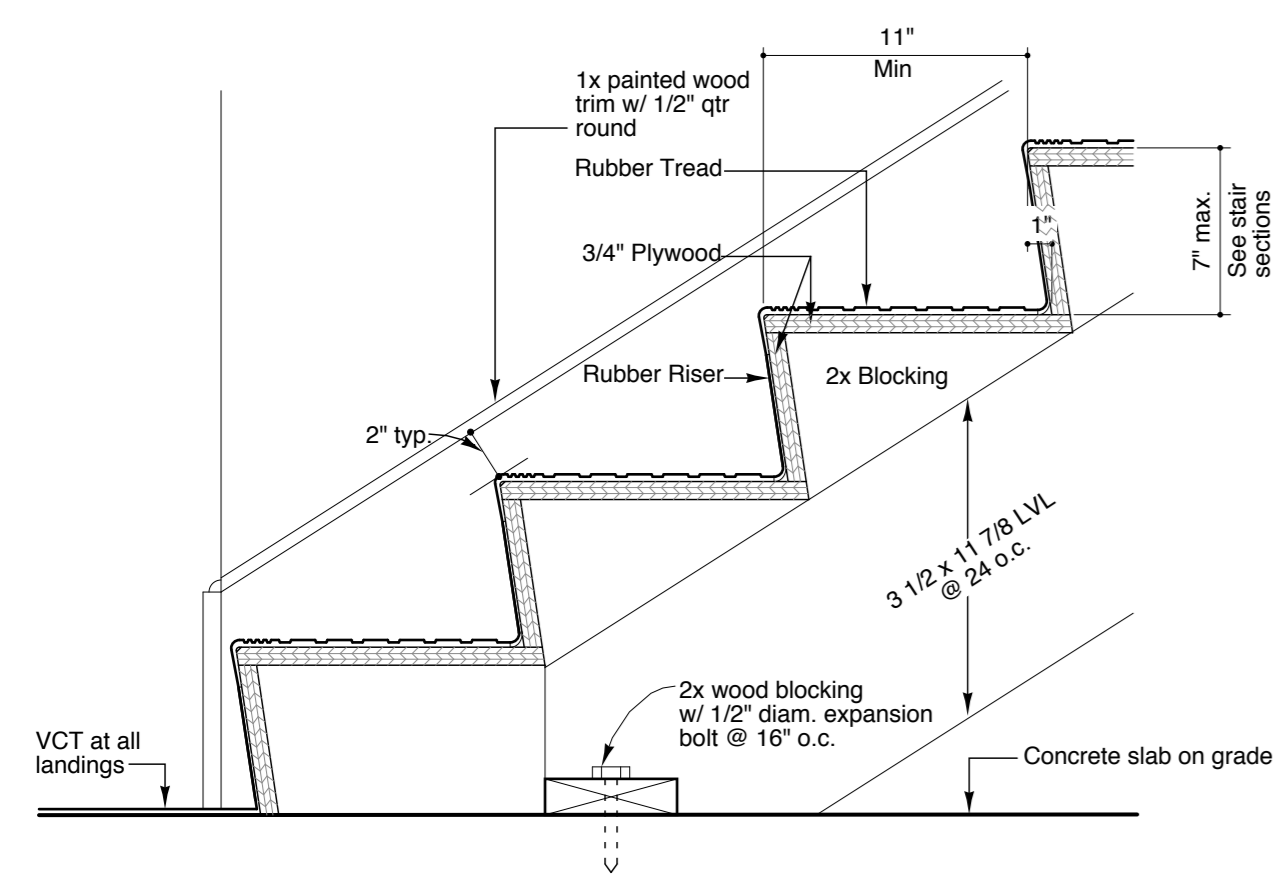 11"
Min
1x painted wood
trim w/ 1/2" qtr
round
Rubber Tread
3/4" Plywood
1"
7" max.
See stair
sections
Rubber Riser
2x Blocking
2" typ.
3 1/2 x 11 7/8 LVL
@ 24 o.c.
2x wood blocking
w/ 1/2" diam. expansion
bolt @ 16" o.c.
VCT at all
landings
Concrete slab on grade